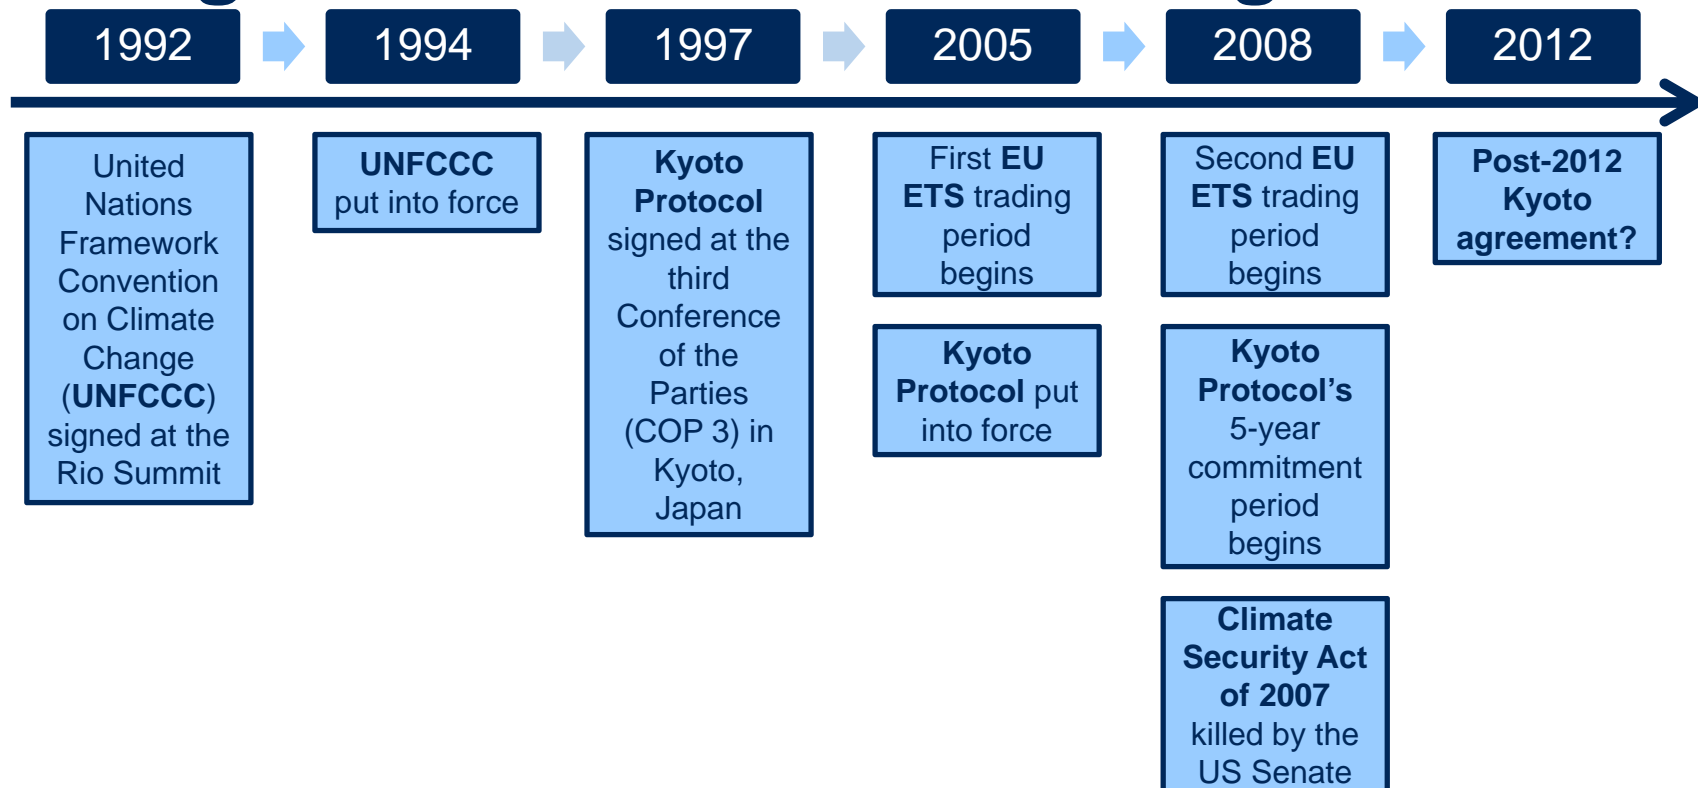 1992
1994
1997
2005
2008
2012
United
Nations
Framework
Convention
on Climate
Change
(UNFCCC)
signed at the
Rio Summit
UNFCCC
put into force
Kyoto
Protocol
signed at the
third
Conference
of the
Parties
(COP 3) in
Kyoto,
Japan
First EU
ETS trading
period
begins
Kyoto
Protocol put
into force
Second EU
ETS trading
period
begins
Kyoto
Protocol’s
5-year
commitment
period
begins
Climate
Security Act
of 2007
killed by the
US Senate
Post-2012
Kyoto
agreement?